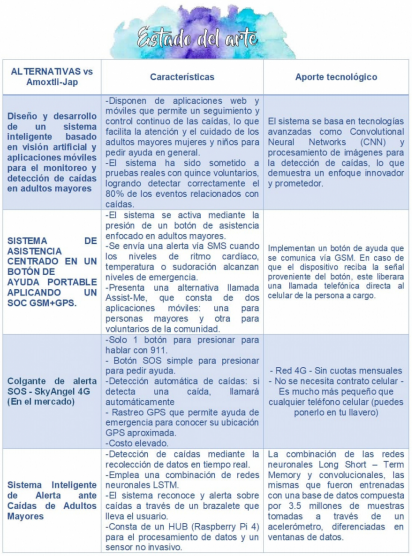 Estado del arte
ALTERNATIVAS vs
Amoxtli-Jap
Características
Aporte tecnológico
Diseño y desarrollo
de un sistema
inteligente basado
en visión artificial y
aplicaciones móviles
para el monitoreo y
detección de caídas
en adultos mayores
-Disponen de aplicaciones web y
móviles que permite un seguimiento y
control continuo de las caídas, lo que
facilita la atención y el cuidado de los
adultos mayores mujeres y niños para
pedir ayuda en general.
-El sistema ha sido sometido a
pruebas reales con quince voluntarios,
logrando detectar correctamente el
80% de los eventos relacionados con
caídas.
El sistema se basa en tecnologías
avanzadas como Convolutional
Neural Networks (CNN) y
procesamiento de imágenes para
la detección de caídas, lo que
demuestra un enfoque innovador
y prometedor.
SISTEMA DE
ASISTENCIA
CENTRADO EN UN
BOTÓN DE
AYUDA PORTABLE
APLICANDO UN
SOC GSM+GPS.
-El sistema se activa mediante la
presión de un botón de asistencia
enfocado en adultos mayores.
-Se envía una alerta vía SMS cuando
los niveles de ritmo cardíaco,
temperatura o sudoración alcanzan
niveles de emergencia.
-Presenta una alternativa llamada
Assist-Me, que consta de dos
aplicaciones móviles: una para
personas mayores y otra para
voluntarios de la comunidad.
Implementan un botón de ayuda que
se comunica vía GSM. En caso de
que el dispositivo reciba la señal
proveniente del botón, este liberara
una llamada telefónica directa al
celular de la persona a cargo.
Colgante de alerta
SOS - SkyAngel 4G
(En el mercado)
-Solo 1 botón para presionar para
hablar con 911.
- Botón SOS simple para presionar
para pedir ayuda.
-Detección automática de caídas: si
detecta una caída, llamará
automáticamente
- Rastreo GPS que permite ayuda de
emergencia para conocer su ubicación
GPS aproximada.
-Costo elevado.
- Red 4G - Sin cuotas mensuales
- No se necesita contrato celular -
Es mucho más pequeño que
cualquier teléfono celular (puedes
ponerlo en tu llavero)
Sistema Inteligente
de Alerta ante
Caídas de Adultos
Mayores
-Detección de caídas mediante la
recolección de datos en tiempo real.
-Emplea una combinación de redes
neuronales LSTM.
-El sistema reconoce y alerta sobre
caídas a través de un brazalete que
lleva el usuario.
-Consta de un HUB (Raspberry Pi 4)
para el procesamiento de datos y un
sensor no invasivo.
La combinación de las redes
neuronales Long Short – Term
Memory y convolucionales, las
mismas que fueron entrenadas
con una base de datos compuesta
por 3.5 millones de muestras
tomadas a través de un
acelerómetro, diferenciadas en
ventanas de datos.